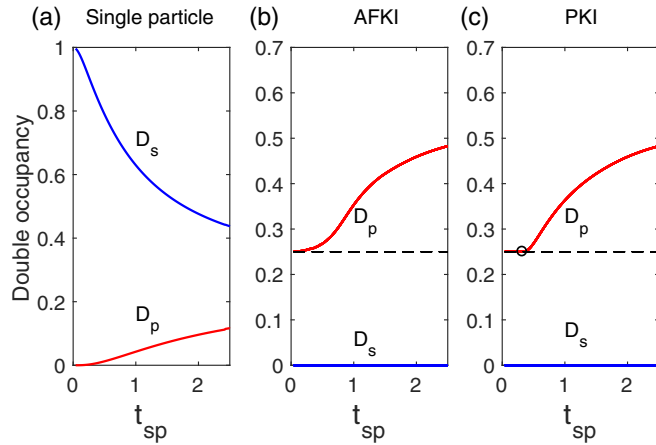 (a) Single particle
(b) AFKI
(c) PKI
Double occupancy
1
0.8
0.6
0.4
0.2
0
D_s
D_p
0 1 2
t_sp
0.7
0.6
0.5
0.4
0.3
0.2
0.1
0
D_p
D_s
0 1 2
t_sp
0.7
0.6
0.5
0.4
0.3
0.2
0.1
0
D_p
D_s
0 1 2
t_sp